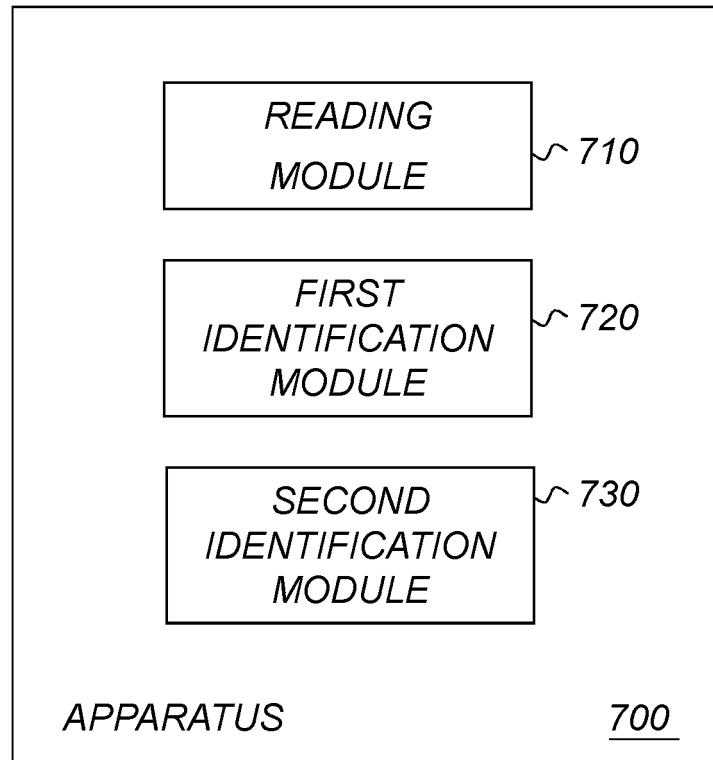 READING
MODULE
710
FIRST
IDENTIFICATION
MODULE
720
SECOND
IDENTIFICATION
MODULE
730
APPARATUS
700